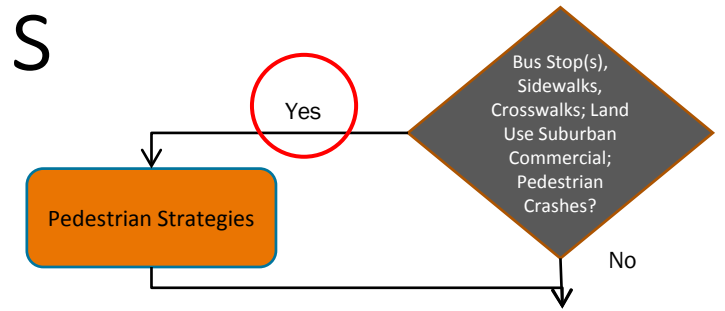 S
Bus Stop(s),
Sidewalks,
Crosswalks; Land
Use Suburban
Commercial;
Pedestrian
Crashes?
Yes
Pedestrian Strategies
No